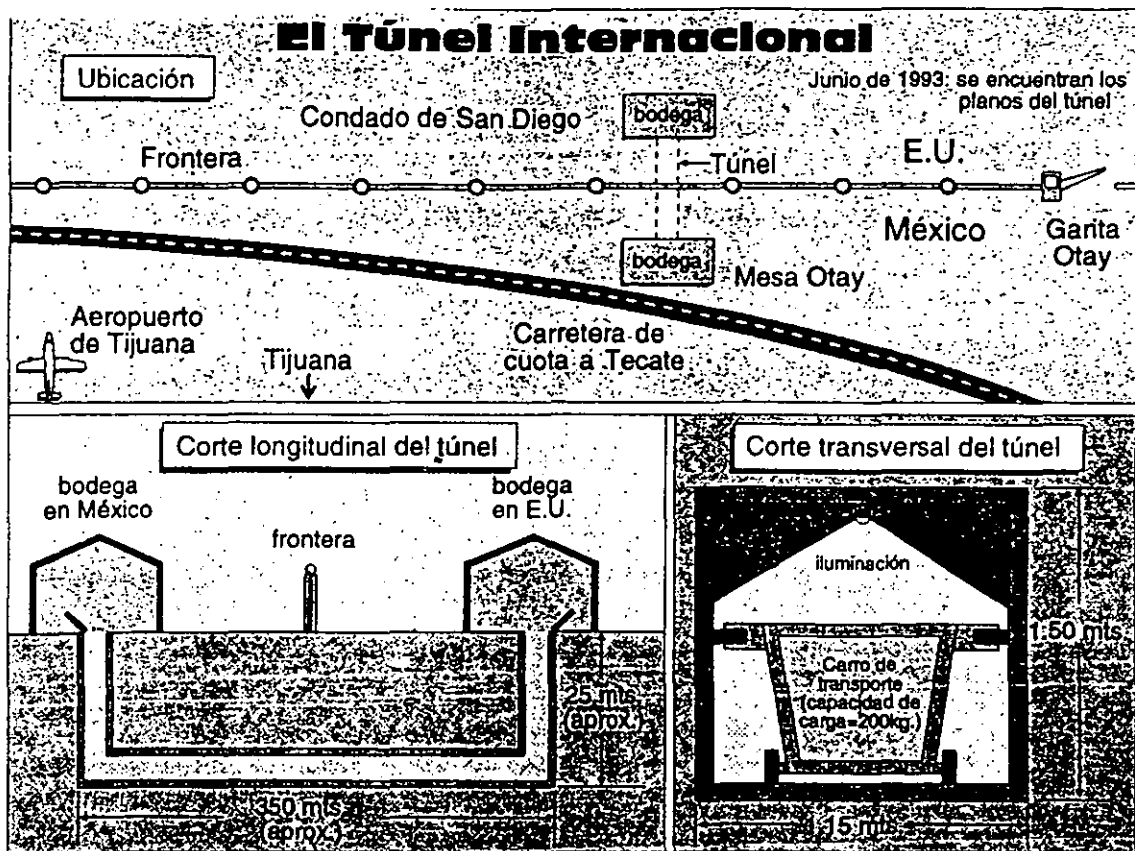 El Túnel Internacional
Ubicación
Junio de 1993: se encuentran los
planos del túnel
Condado de San Diego
bodega
Frontera
Túnel
E.U.
México
Garita
Otay
bodega
Mesa Otay
Aeropuerto
de Tijuana
Tijuana
Carretera de
cuota a Tecate
Corte longitudinal del túnel
bodega
en México
frontera
bodega
en E.U.
25 mts.
(aprox.)
350 mts
(aprox.)
Corte transversal del túnel
iluminación
1:50 mts
Carro de
transporte
(capacidad de
carga=200kg.)
15 mts